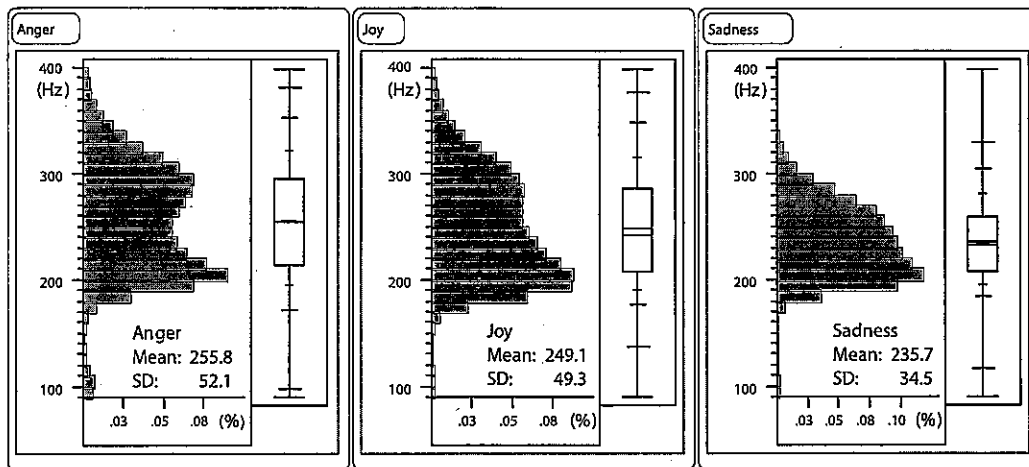 Anger
400
(Hz)
300
200
100
Anger
Mean: 255.8
SD: 52.1
.03 .05 .08 (%)
Joy
400
(Hz)
300
200
100
Joy
Mean: 249.1
SD: 49.3
.03 .05 .08 (%)
Sadness
400
(Hz)
300
200
100
Sadness
Mean: 235.7
SD: 34.5
.03 .05 .08 .10 (%)